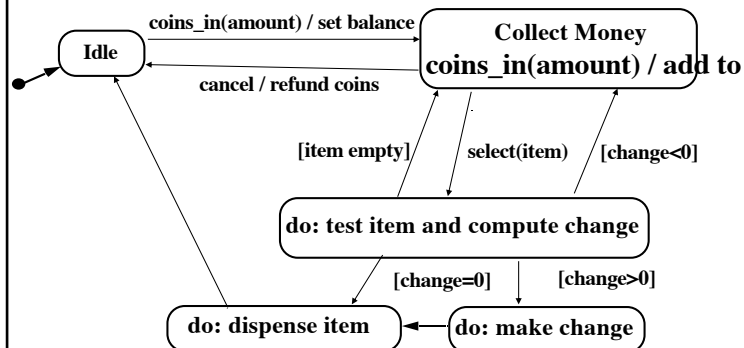 coins_in(amount) / set balance
Idle
Collect Money
coins_in(amount) / add to
cancel / refund coins
[item empty]
select(item)
[change<0]
do: test item and compute change
[change=0]
[change>0]
do: dispense item
do: make change